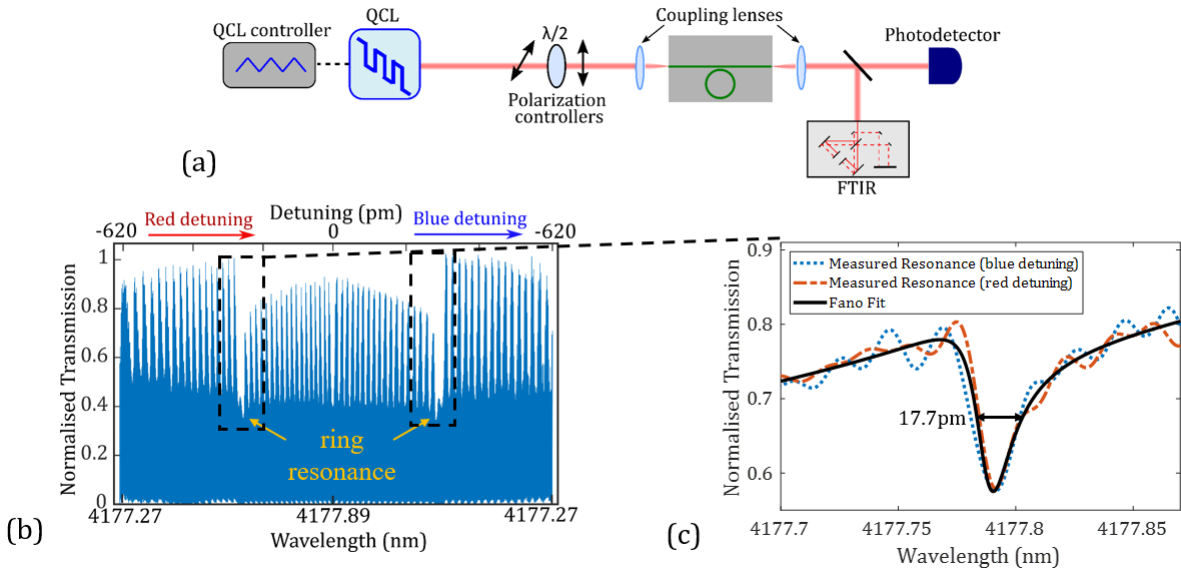 QCL controller
QCL
λ/2
Polarization
controllers
Coupling lenses
Photodetector
FTIR
(a)
Red detuning
Detuning (pm)
Blue detuning
-620
0
-620
Normalised Transmission
1
0.8
0.6
0.4
0.2
0
ring
resonance
4177.27
4177.89
4177.27
Wavelength (nm)
(b)
Normalised Transmission
0.9
0.8
0.7
0.6
Measured Resonance (blue detuning)
Measured Resonance (red detuning)
Fano Fit
17.7pm
4177.7
4177.75
4177.8
4177.85
Wavelength (nm)
(c)